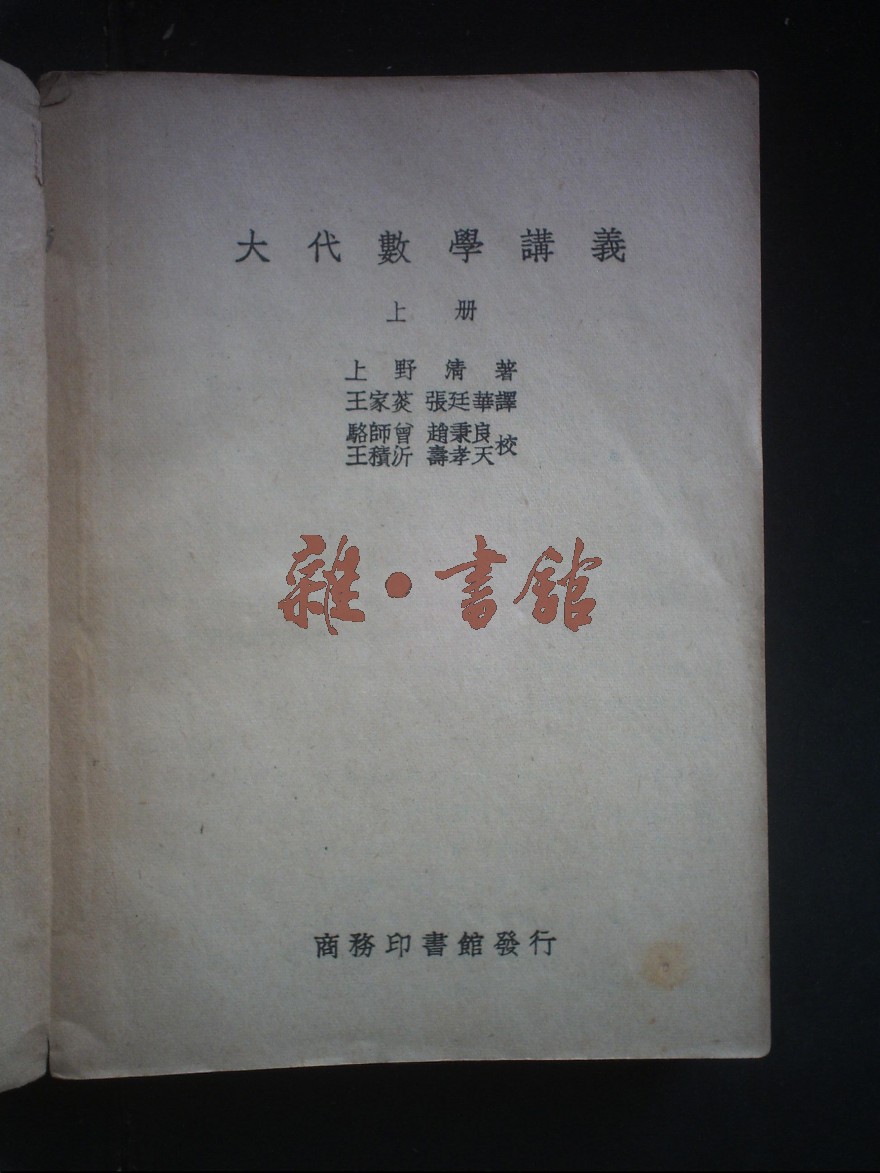 大代數學講義
上册
上野清著
王家菼 張廷華譯
駱師曾 趙秉良
王積沂 壽孝天校
雜·書館
商務印書館發行